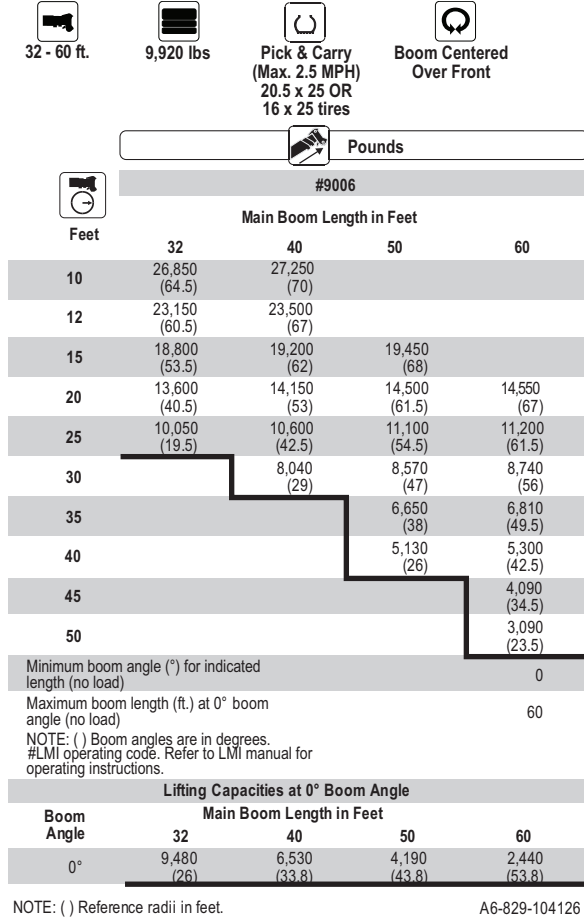 32 - 60 ft. 9,920 lbs Pick & Carry Boom Centered
(Max. 2.5 MPH) Over Front
20.5 x 25 OR
16 x 25 tires
Pounds
#9006
Feet Main Boom Length in Feet
32 40 50 60
10 26,850 27,250
(64.5) (70)
12 23,150 23,500
(60.5) (67)
15 18,800 19,200 19,450
(53.5) (62) (68)
20 13,600 14,150 14,500 14,550
(40.5) (53) (61.5) (67)
25 10,050 10,600 11,100 11,200
(19.5) (42.5) (54.5) (61.5)
30 8,040 8,570 8,740
(29) (47) (56)
35 6,650 6,810
(38) (49.5)
40 5,130 5,300
(26) (42.5)
45 4,090
(34.5)
50 3,090
(23.5)
Minimum boom angle (°) for indicated
length (no load) 0
Maximum boom length (ft.) at 0° boom
angle (no load) 60
NOTE: ( ) Boom angles are in degrees.
#LMI operating code. Refer to LMI manual for
operating instructions.
Lifting Capacities at 0° Boom Angle
Boom Main Boom Length in Feet
Angle 32 40 50 60
0° 9,480 6,530 4,190 2,440
(26) (33.8) (43.8) (53.8)
NOTE: ( ) Reference radii in feet. A6-829-104126